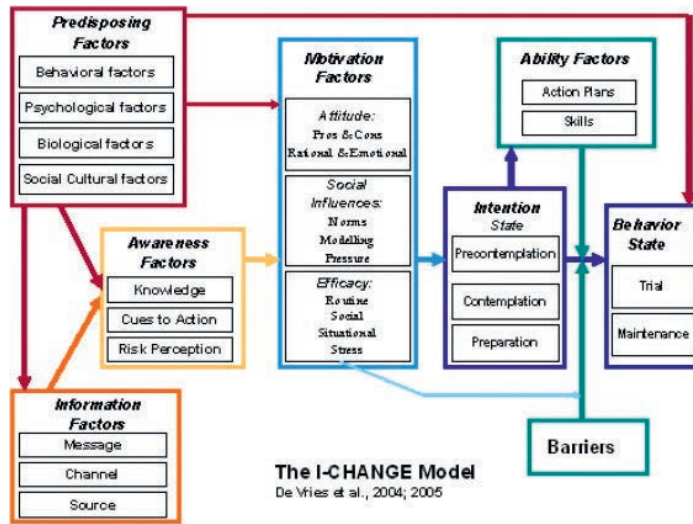 Predisposing
Factors
Behavioral factors
Psychological factors
Biological factors
Social Cultural factors
Awareness
Factors
Knowledge
Cues to Action
Risk Perception
Information
Factors
Message
Channel
Source
Motivation
Factors
Attitude:
Pros & Cons
Rational & Emotional
Social
Influences:
Norms
Modelling
Pressure
Efficacy:
Routine
Social
Situational
Stress
Intention
State
Precontemplation
Contemplation
Preparation
Ability Factors
Action Plans
Skills
Behavior
State
Trial
Maintenance
Barriers
The I-CHANGE Model
De Vries et al., 2004; 2005